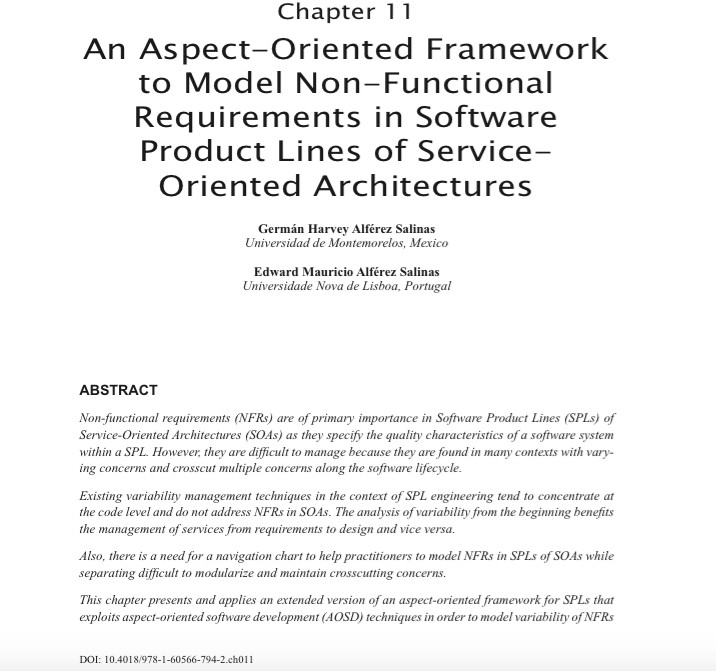 Chapter 11
An Aspect-Oriented Framework
to Model Non-Functional
Requirements in Software
Product Lines of Service-
Oriented Architectures
Germán Harvey Alférez Salinas
Universidad de Montemorelos, Mexico
Edward Mauricio Alférez Salinas
Universidade Nova de Lisboa, Portugal
ABSTRACT
Non-functional requirements (NFRs) are of primary importance in Software Product Lines (SPLs) of
Service-Oriented Architectures (SOAs) as they specify the quality characteristics of a software system
within a SPL. However, they are difficult to manage because they are found in many contexts with vary-
ing concerns and crosscut multiple concerns along the software lifecycle.
Existing variability management techniques in the context of SPL engineering tend to concentrate at
the code level and do not address NFRs in SOAs. The analysis of variability from the beginning benefits
the management of services from requirements to design and vice versa.
Also, there is a need for a navigation chart to help practitioners to model NFRs in SPLs of SOAs while
separating difficult to modularize and maintain crosscutting concerns.
This chapter presents and applies an extended version of an aspect-oriented framework for SPLs that
exploits aspect-oriented software development (AOSD) techniques in order to model variability of NFRs
DOI: 10.4018/978-1-60566-794-2.ch011